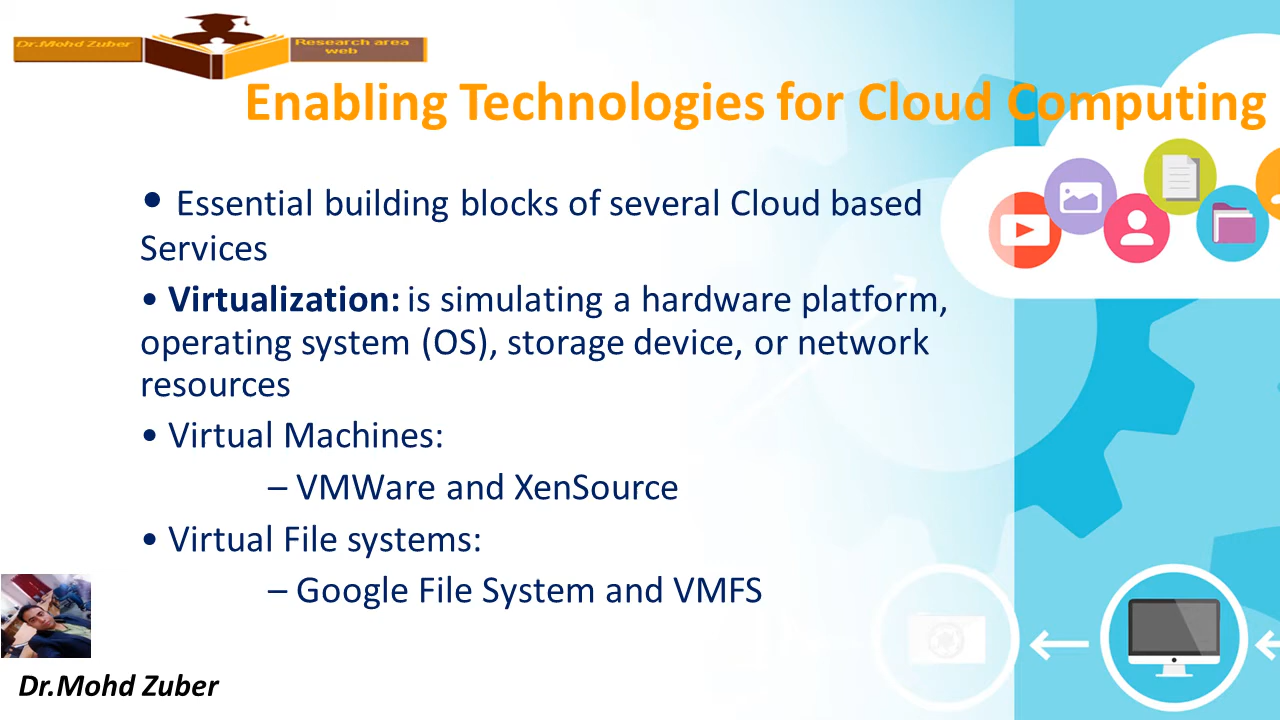 Dr.Mohd Zuber
Research area
web
Enabling Technologies for Cloud Computing
• Essential building blocks of several Cloud based
Services
• Virtualization: is simulating a hardware platform,
operating system (OS), storage device, or network
resources
• Virtual Machines:
– VMWare and XenSource
• Virtual File systems:
– Google File System and VMFS
Dr.Mohd Zuber